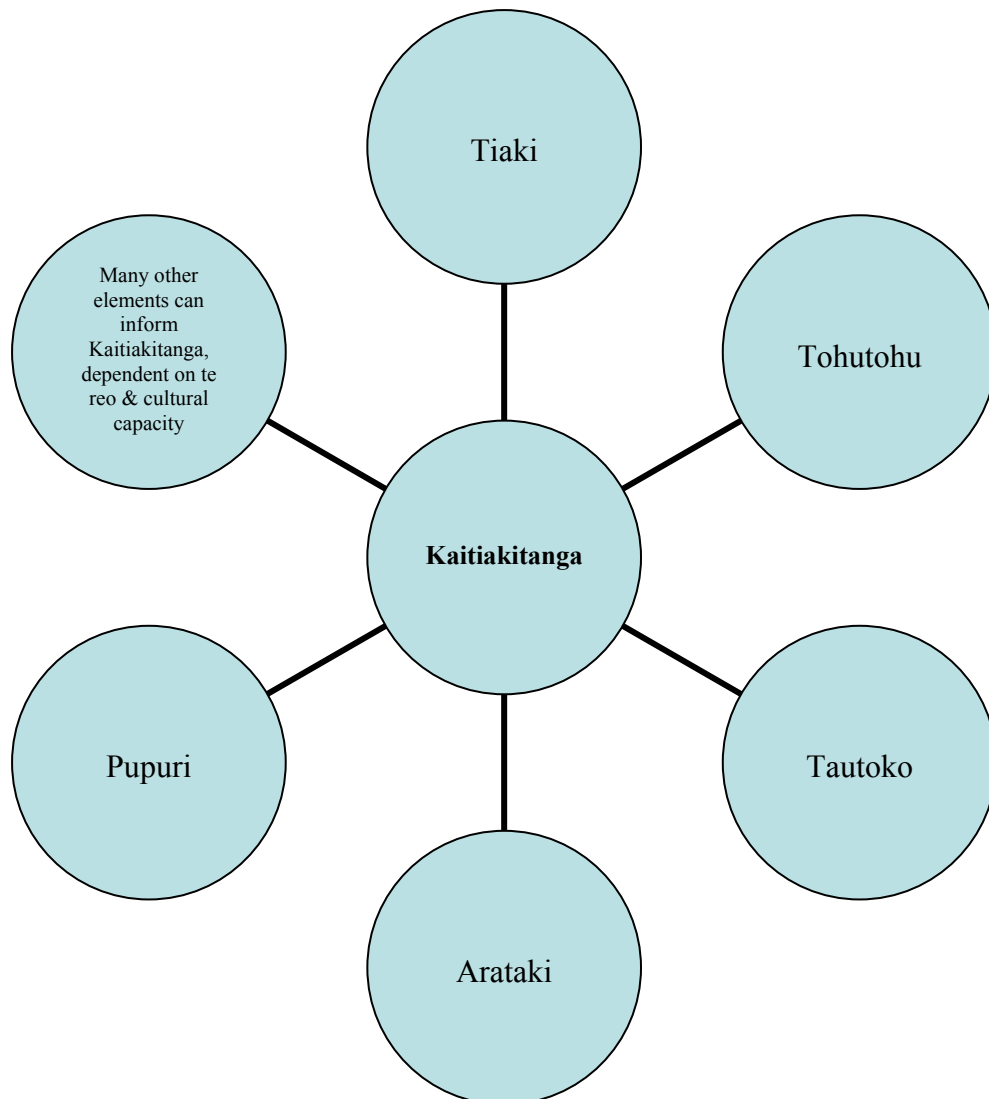 Tiaki
Many other
elements can
inform
Kaitiakitanga,
dependent on te
reo & cultural
capacity
Tohutohu
Kaitiakitanga
Pupuri
Tautoko
Arataki